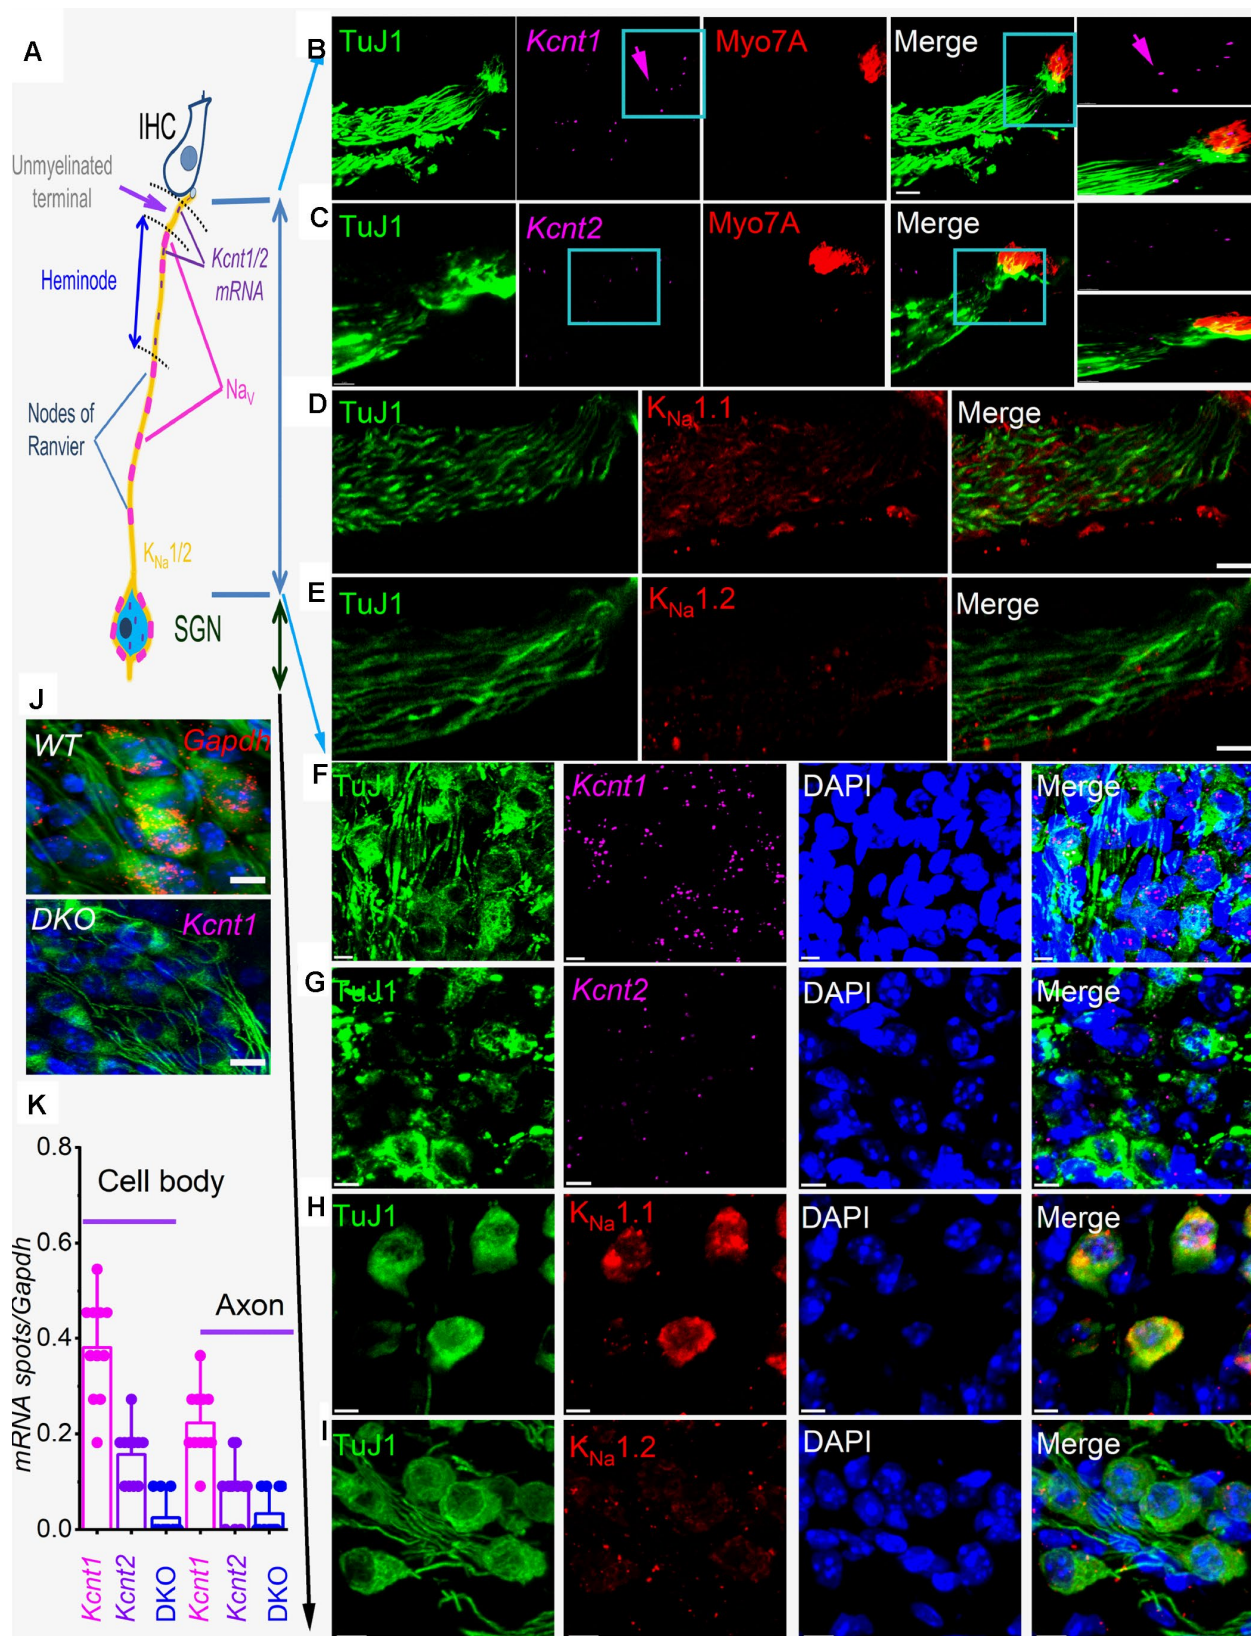 A
IHC
Unmyelinated
terminal
Kcnt1/2
mRNA
Heminode
NaV
Nodes of
Ranvier
KNa1/2
SGN
B
TuJ1
Kcnt1
Myo7A
Merge
C
TuJ1
Kcnt2
Myo7A
Merge
D
TuJ1
KNa1.1
Merge
E
TuJ1
KNa1.2
Merge
F
TuJ1
Kcnt1
DAPI
Merge
G
TuJ1
Kcnt2
DAPI
Merge
H
TuJ1
KNa1.1
DAPI
Merge
I
TuJ1
KNa1.2
DAPI
Merge
J
WT
Gapdh
DKO
Kcnt1
K
mRNA spots/Gapdh
0.8
0.6
0.4
0.2
0.0
Cell body
Axon
Kcnt1
Kcnt2
DKO
Kcnt1
Kcnt2
DKO